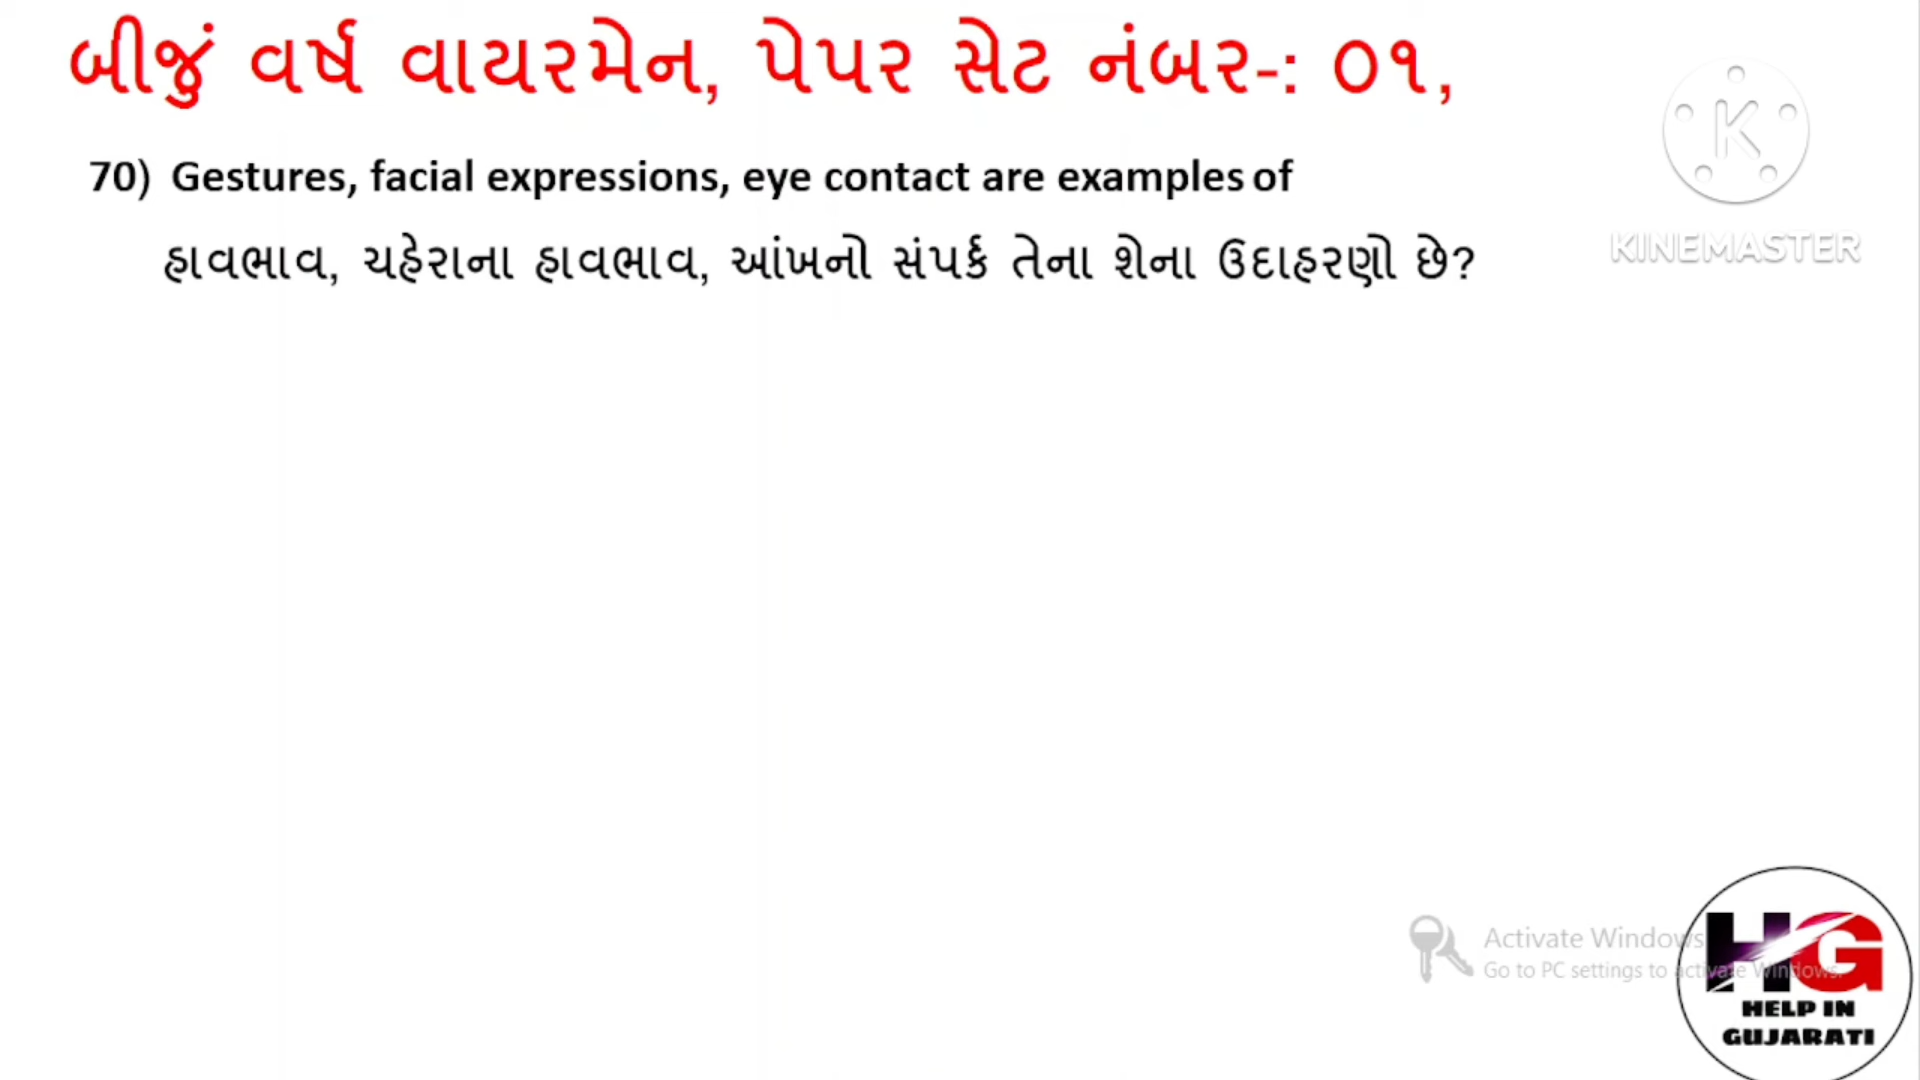 બીજું વર્ષ વાયરમેન, પેપર સેટ નંબર-: ૦૧,
70) Gestures, facial expressions, eye contact are examples of
હાવભાવ, ચહેરાના હાવભાવ, આંખનો સંપર્ક તેના શેના ઉદાહરણો છે?
K
KINEMASTER
Activate Windows
Go to PC settings to activate Windows.
HG
HELP IN
GUJARATI